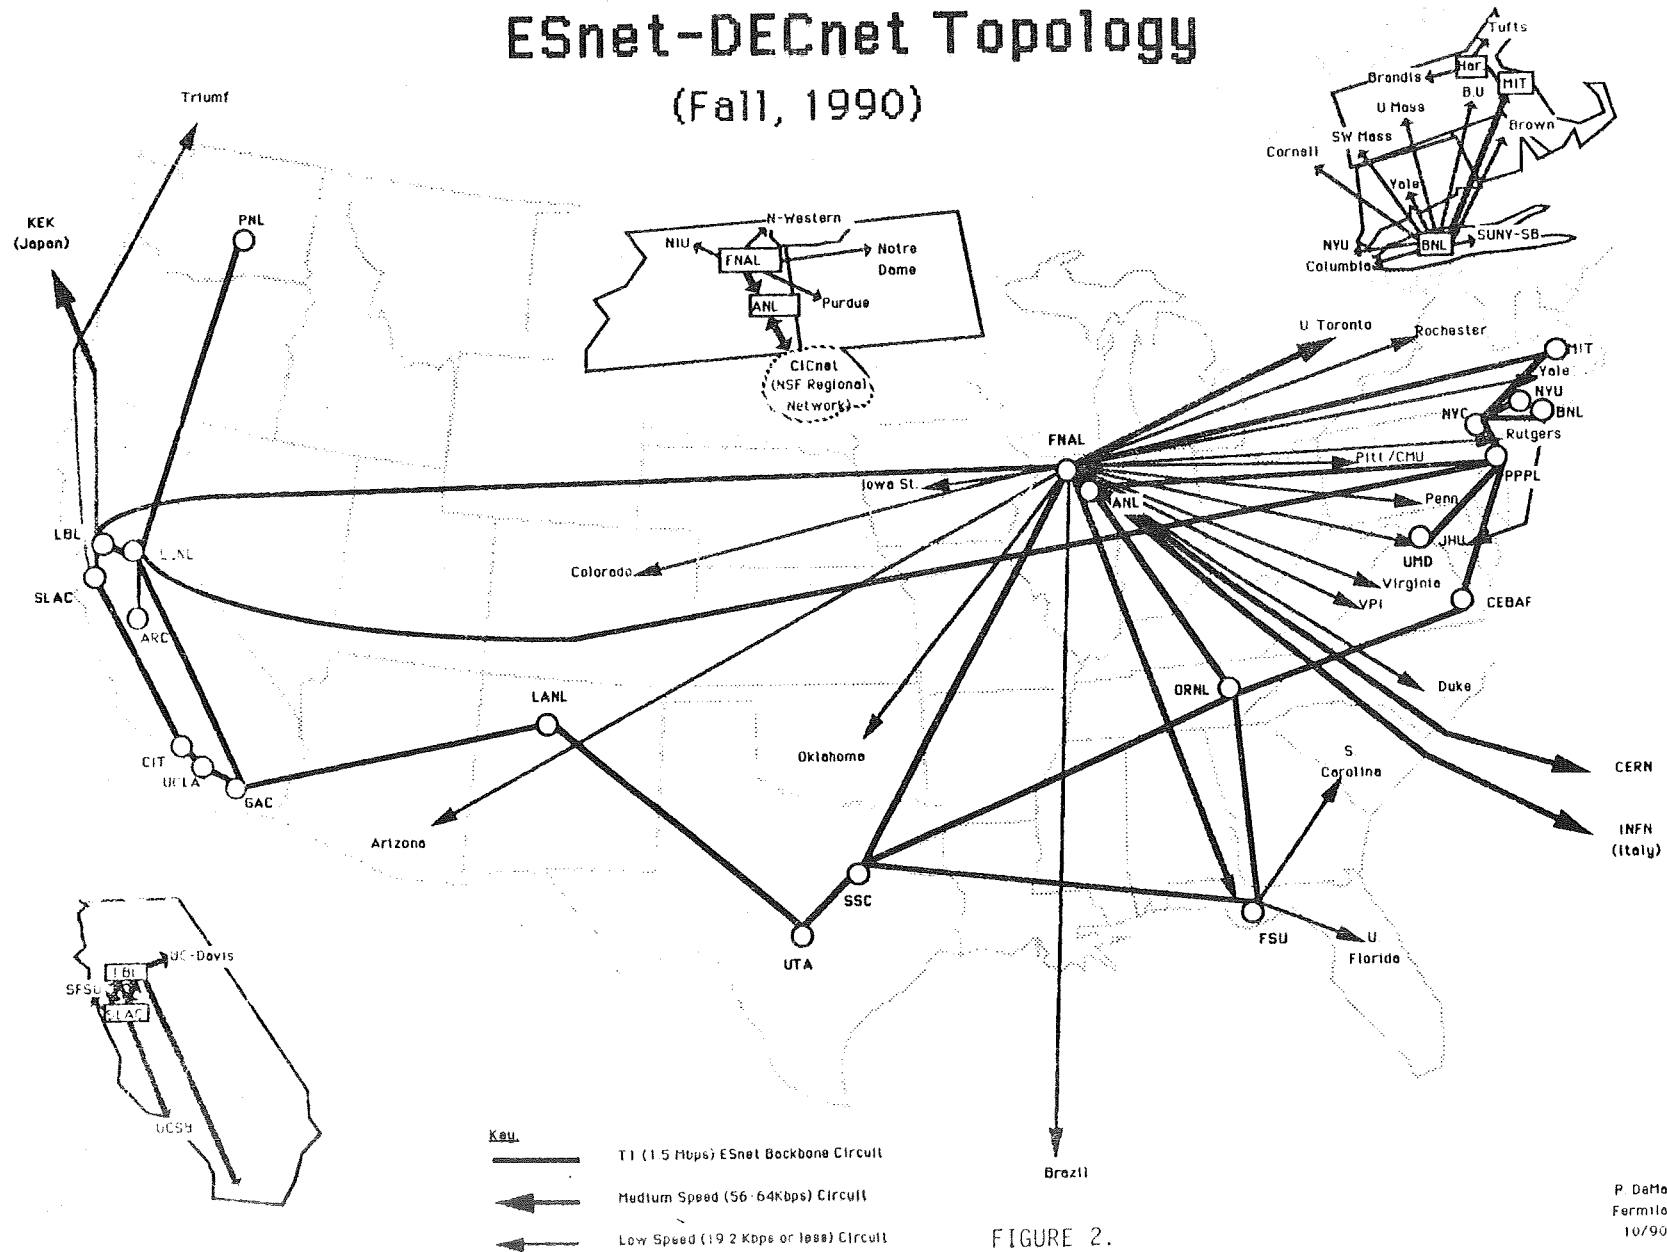 ESnet-DECnet Topology
(Fall, 1990)
Tufts
Har.
Brandis
MIT
B.U
U Mass
Brown
SW Mass
Cornell
Yale
BNL
SUNY-SB
NYU
Columbia
Triumf
KEK
(Japan)
PNL
N-Western
NIU
FNAL
Notre
Dame
ANL
Purdue
CICnet
(NSF Regional
Network)
U Toronto
Rochester
MIT
Yale
NYU
NYC
BNL
Rutgers
FNAL
Pitt/CMU
PPPL
Iowa St.
ANL
Penn
LBL
JHU
UMD
Colorado
Virginia
SLAC
VPI
CEBAF
ARC
LANL
ORNL
Duke
Oklahoma
S
Carolina
CIT
UCLA
GAC
CERN
Arizona
INFN
(Italy)
SSC
FSU
U
Florida
UTA
UC-Davis
LBL
SFSU
SLAC
Key.
T1 (1.5 Mbps) ESnet Backbone Circuit
Medium Speed (56-64Kbps) Circuit
Low Speed (19.2 Kbps or less) Circuit
Brazil
FIGURE 2.
P. DeMa
Fermila
10/90